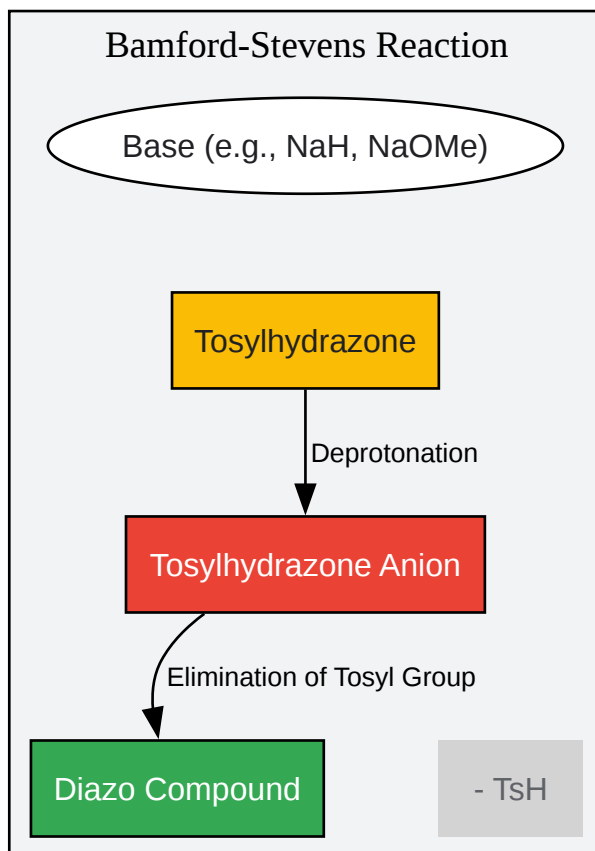 Bamford-Stevens Reaction
Base (e.g., NaH, NaOMe)
Tosylhydrazone
Deprotonation
Tosylhydrazone Anion
Elimination of Tosyl Group
Diazo Compound
- TsH